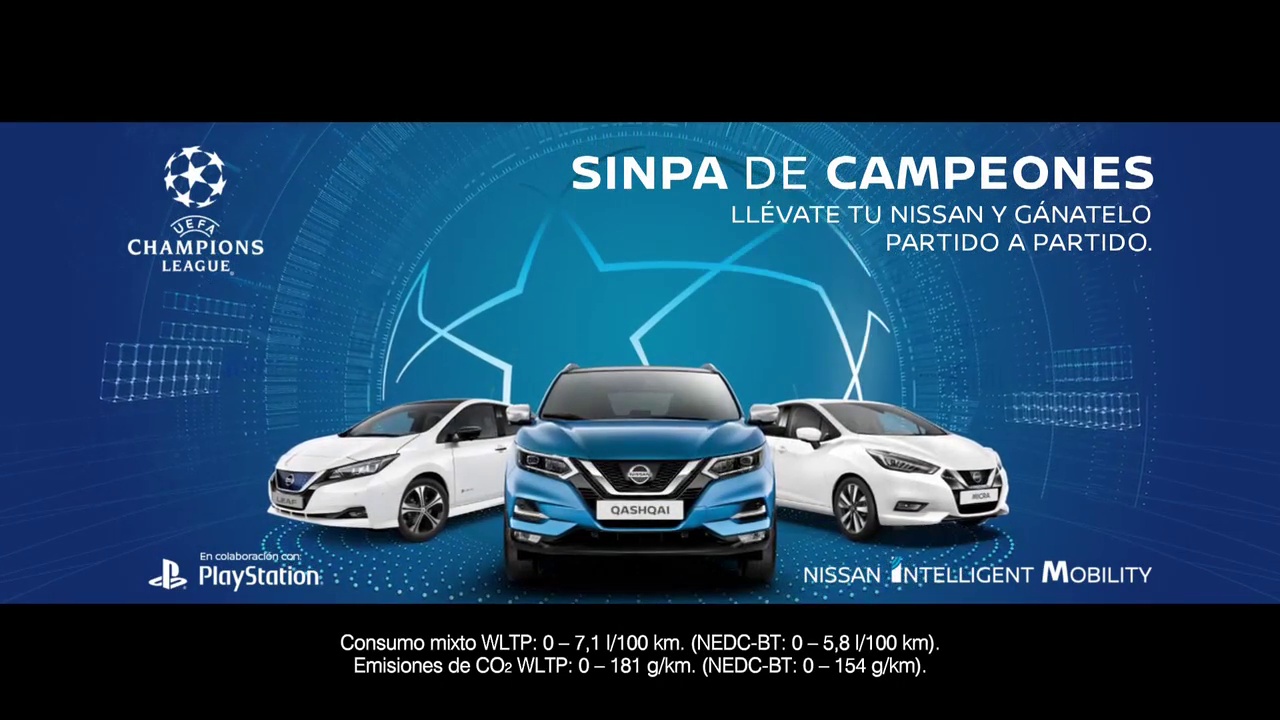 SINPA DE CAMPEONES
LLÉVATE TU NISSAN Y GÁNATELO
PARTIDO A PARTIDO.
UEFA
CHAMPIONS
LEAGUE®
LEAF
NISSAN
QASHQAI
MICRA
En colaboración con:
PlayStation
NISSAN INTELLIGENT MOBILITY
Consumo mixto WLTP: 0 – 7,1 l/100 km. (NEDC-BT: 0 – 5,8 l/100 km).
Emisiones de CO₂ WLTP: 0 – 181 g/km. (NEDC-BT: 0 – 154 g/km).